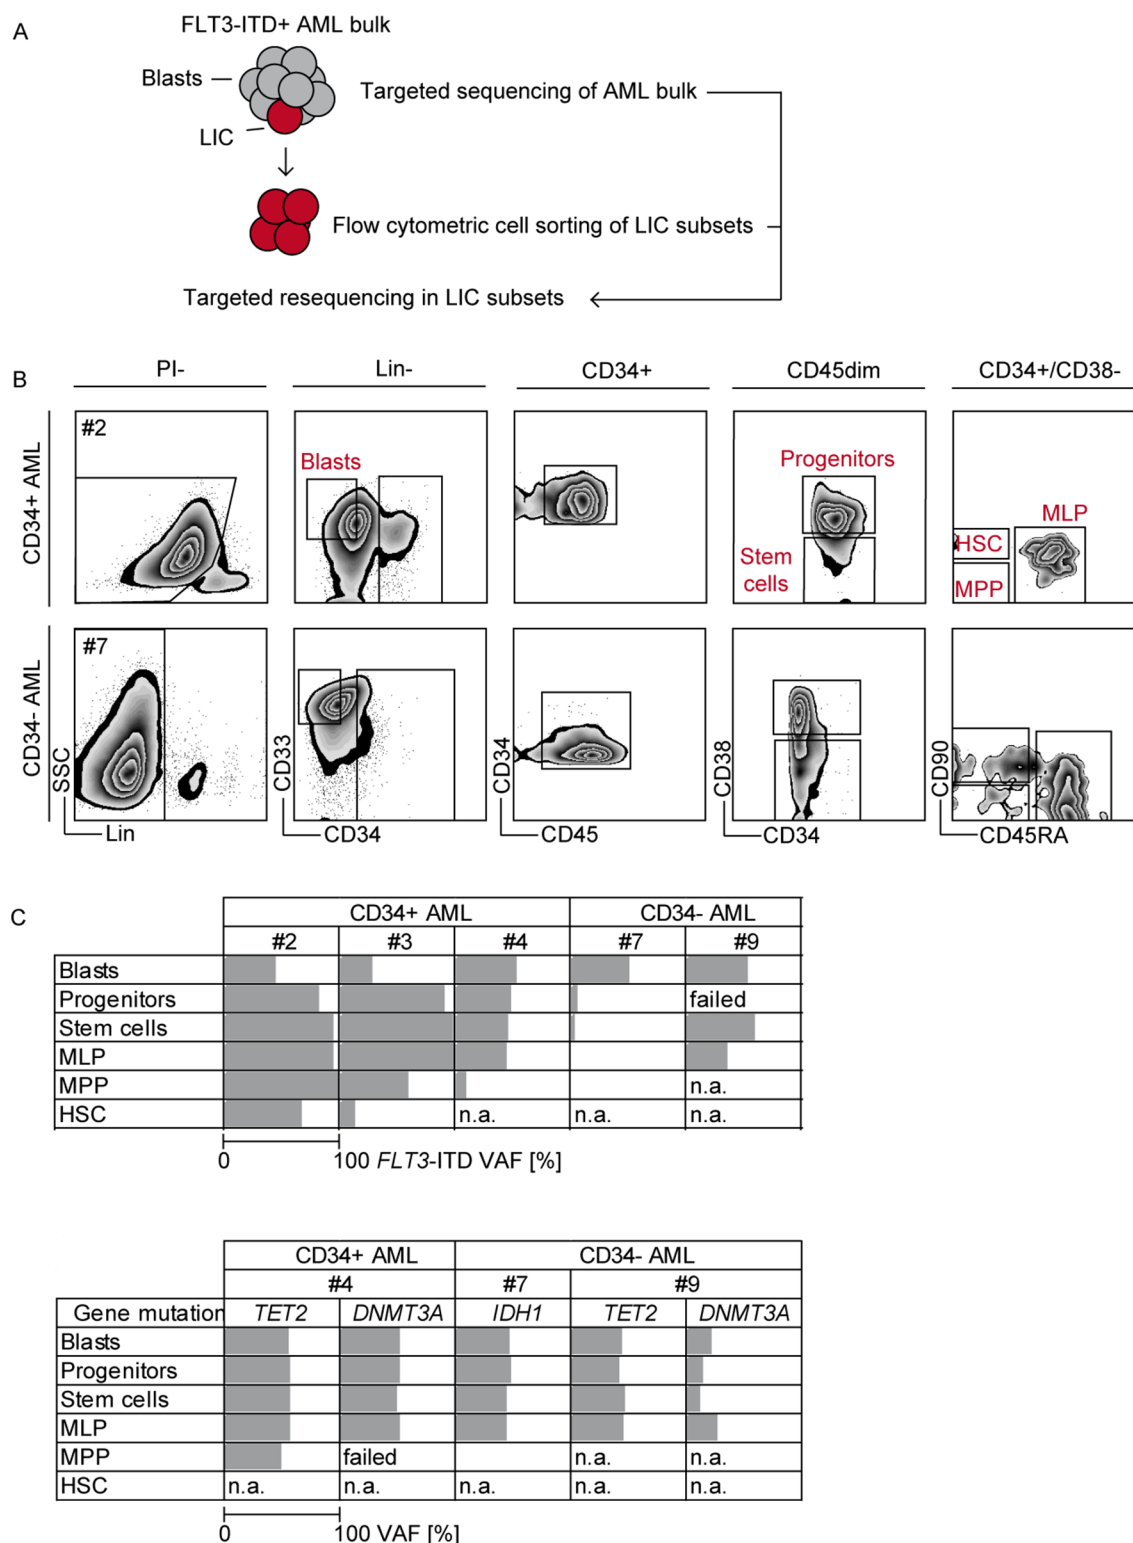 A
FLT3-ITD+ AML bulk
Blasts
Targeted sequencing of AML bulk
LIC
Flow cytometric cell sorting of LIC subsets
Targeted resequencing in LIC subsets
B
PI- Lin- CD34+ CD45dim CD34+/CD38-
CD34+ AML
#2
Blasts
Progenitors
Stem cells
MLP
HSC
MPP
CD34- AML
#7
SSC
Lin
CD33
CD34
CD34
CD45
CD38
CD34
CD90
CD45RA
C
CD34+ AML CD34- AML
#2 #3 #4 #7 #9
Blasts
Progenitors failed
Stem cells
MLP
MPP n.a.
HSC n.a. n.a. n.a.
0 100 FLT3-ITD VAF [%]
CD34+ AML CD34- AML
#4 #7 #9
Gene mutation TET2 DNMT3A IDH1 TET2 DNMT3A
Blasts
Progenitors
Stem cells
MLP
MPP failed n.a. n.a.
HSC n.a. n.a. n.a. n.a. n.a.
0 100 VAF [%]